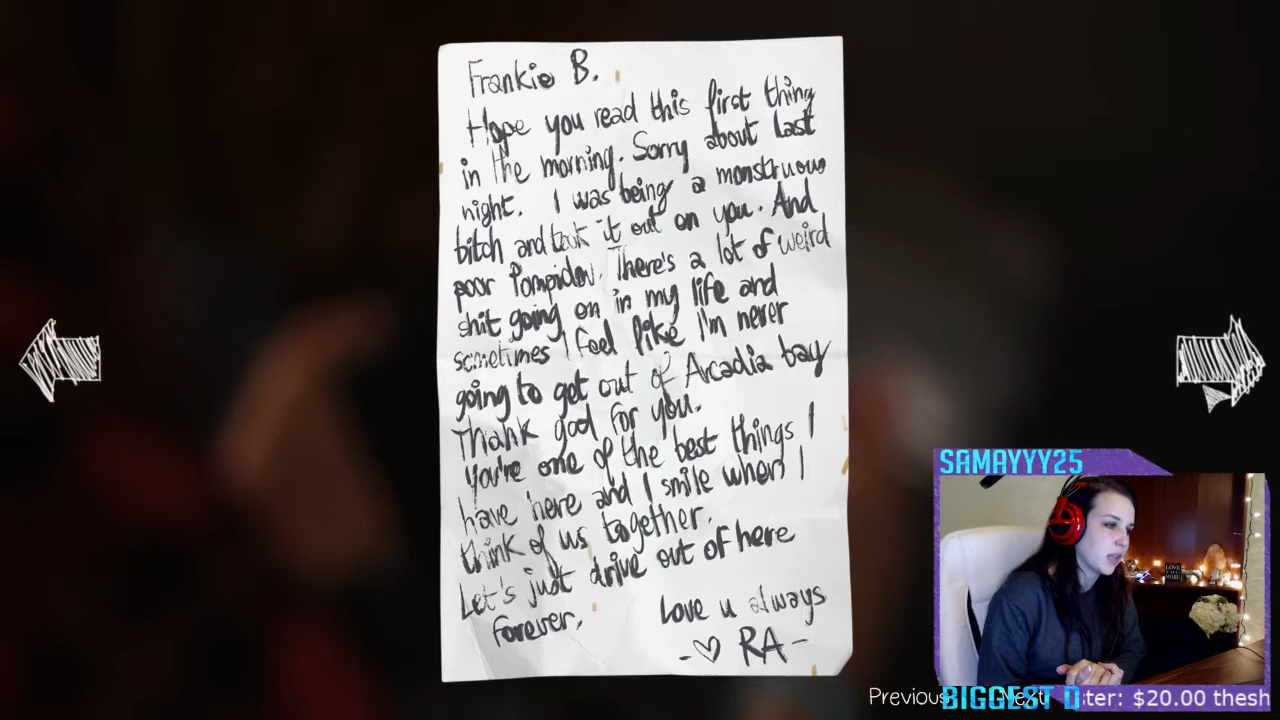 Frankie B.
Hope you read this first thing
in the morning. Sorry about last
night. I was being a monstruous
bitch and took it out on you. And
poor Pompidou. There's a lot of weird
shit going on in my life and
sometimes I feel like I'm never
going to get out of Arcadia bay
Thank god for you.
You're one of the best things I
have here and I smile when I
think of us together.
Let's just drive out of here
forever.
Love u always
-♡ RA-
SAMAYYY25
Previous
Next
BIGGEST D
ter: $20.00 thesh